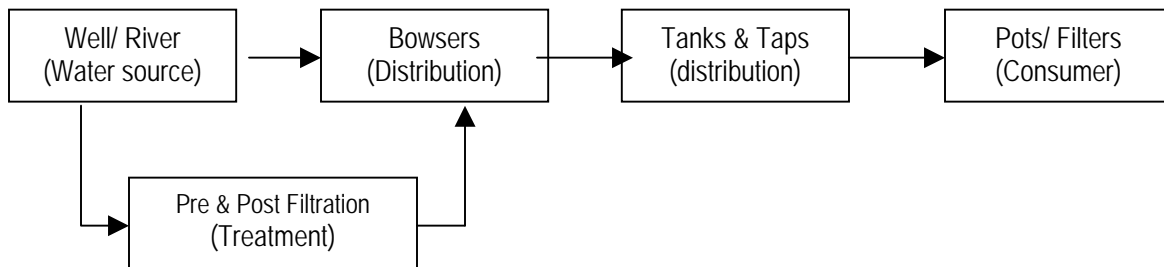 Well/ River
(Water source)
Bowsers
(Distribution)
Tanks & Taps
(distribution)
Pots/ Filters
(Consumer)
Pre & Post Filtration
(Treatment)